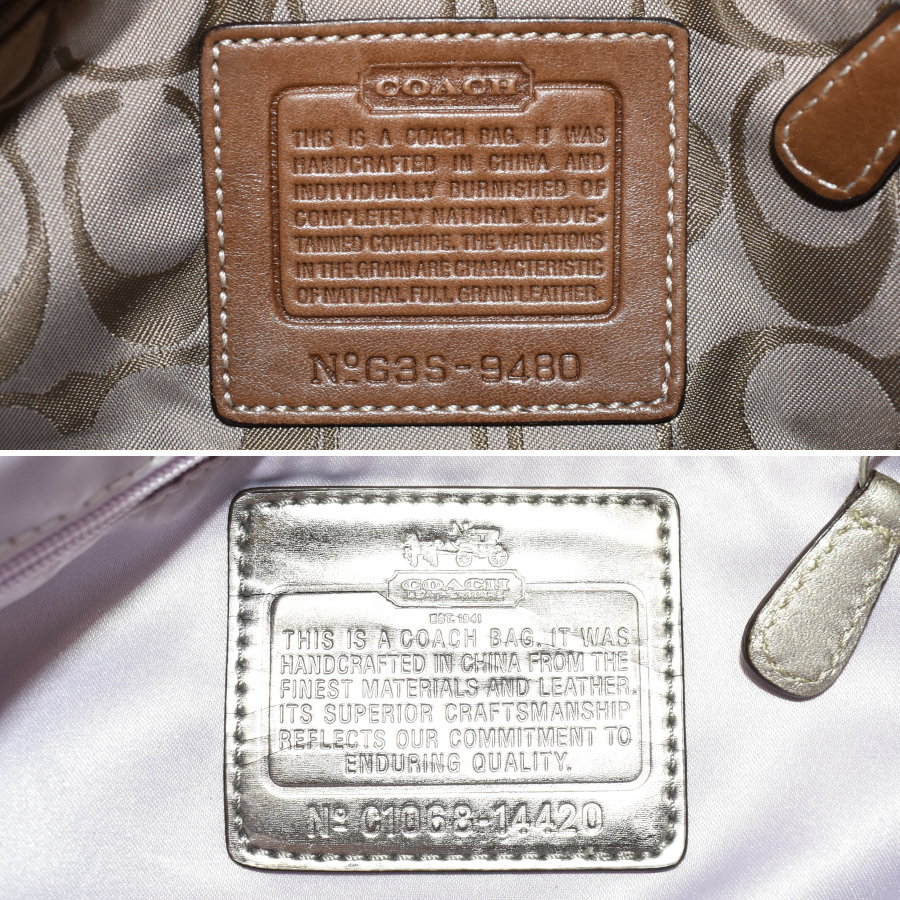 COACH
THIS IS A COACH BAG. IT WAS
HANDCRAFTED IN CHINA AND
INDIVIDUALLY BURNISHED OF
COMPLETELY NATURAL GLOVE-
TANNED COWHIDE. THE VARIATIONS
IN THE GRAIN ARE CHARACTERISTIC
OF NATURAL FULL GRAIN LEATHER.
Nº G3S-9480
COACH
LEATHERWARE
EST. 1941
THIS IS A COACH BAG. IT WAS
HANDCRAFTED IN CHINA FROM THE
FINEST MATERIALS AND LEATHER.
ITS SUPERIOR CRAFTSMANSHIP
REFLECTS OUR COMMITMENT TO
ENDURING QUALITY.
Nº C1068-14420